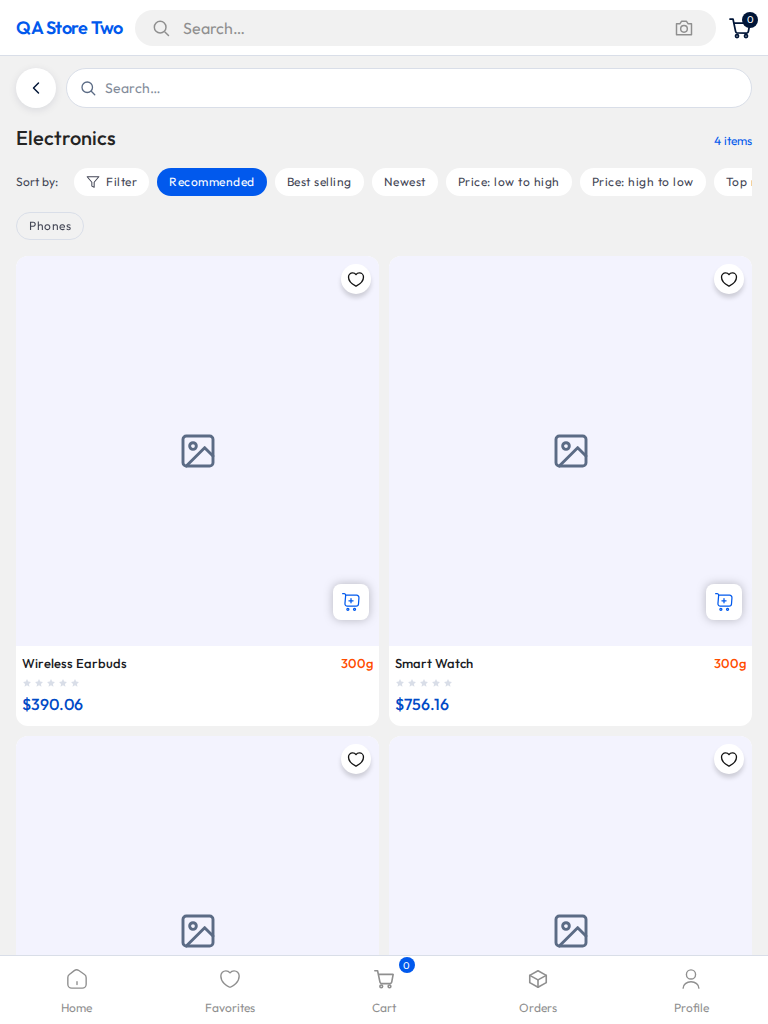 QA Store Two
Search...
0
Search...
Electronics
4 items
Sort by:
Filter
Recommended
Best selling
Newest
Price: low to high
Price: high to low
Top
Phones
Wireless Earbuds
300g
$390.06
Smart Watch
300g
$756.16
0
Home
Favorites
Cart
Orders
Profile